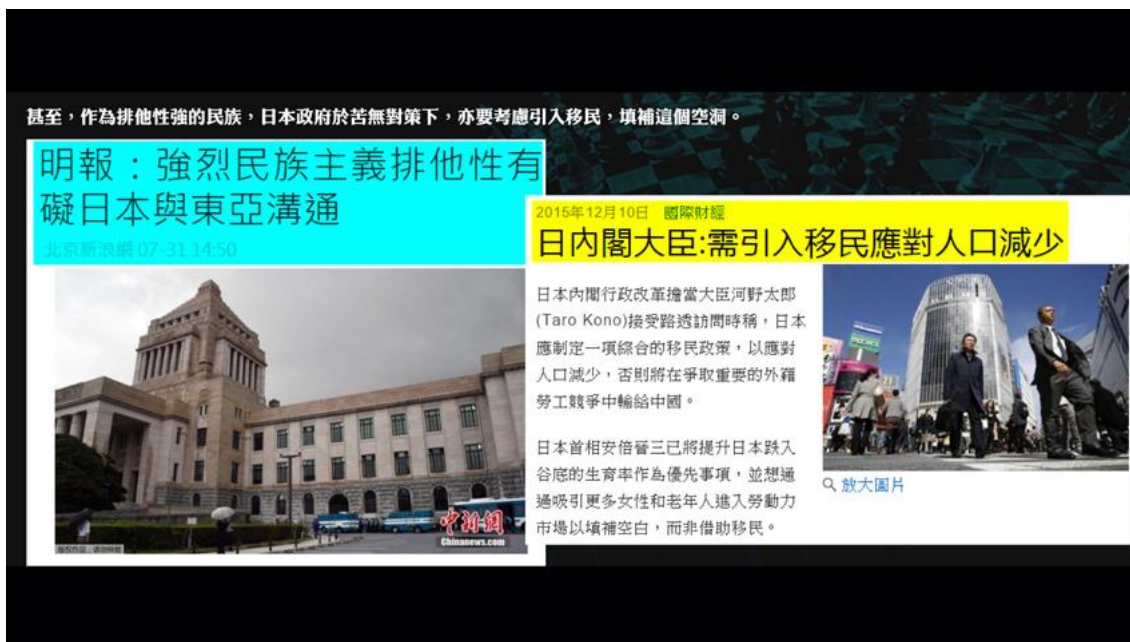 甚至，作為排他性強的民族，日本政府於苦無對策下，亦要考慮引入移民，填補這個空洞。
明報：強烈民族主義排他性有
礙日本與東亞溝通
北京新浪網 07-31 14:50
2015年12月10日 國際財經
日內閣大臣:需引入移民應對人口減少
日本內閣行政改革擔當大臣河野太郎
(Taro Kono)接受路透訪問時稱，日本
應制定一項綜合的移民政策，以應對
人口減少，否則將在爭取重要的外籍
勞工競爭中輸給中國。
日本首相安倍晉三已將提升日本跌入
谷底的生育率作為優先事項，並想通
過吸引更多女性和老年人進入勞動力
市場以填補空白，而非借助移民。
放大圖片
中新網
Chinanews.com